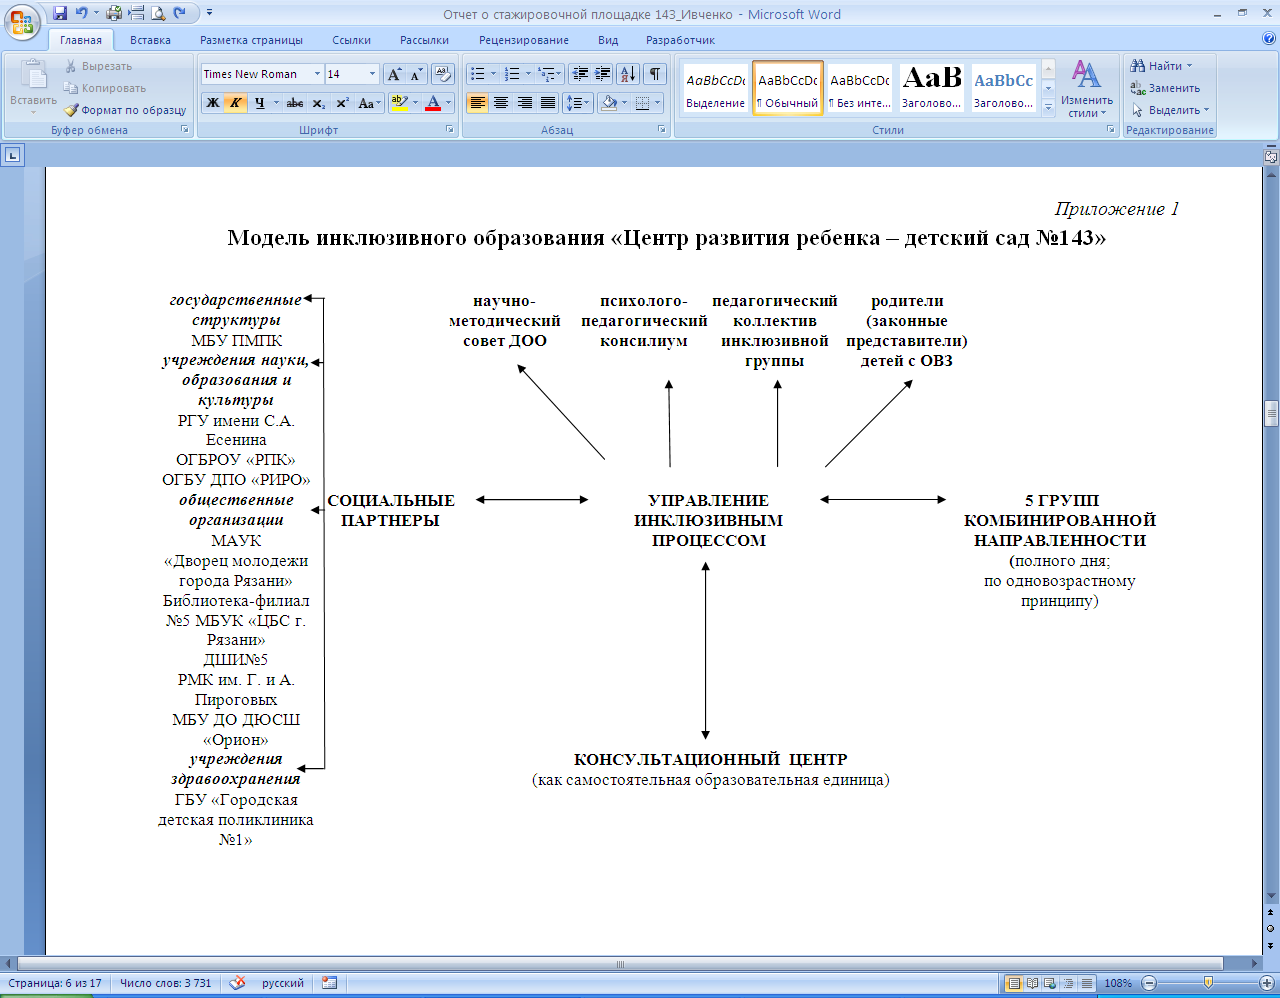 Отчет о стажировочной площадке 143_Ивченко - Microsoft Word
Главная Вставка Разметка страницы Ссылки Рассылки Рецензирование Вид Разработчик
Вставить
Вырезать
Копировать
Формат по образцу
Буфер обмена
Times New Roman 14
Ж К Ч abc x₂ x² Aa
Шрифт
Абзац
AaBbCcDc AaBbCcDc AaBbCcDc AaB AaBbCc
Выделение ¶ Обычный ¶ Без инте... Заголово... Заголово...
Изменить стили
Стили
Найти
Заменить
Выделить
Редактирование
Приложение 1
Модель инклюзивного образования «Центр развития ребенка – детский сад №143»
государственные
структуры
МБУ ПМПК
учреждения науки,
образования и
культуры
РГУ имени С.А.
Есенина
ОГБРОУ «РПК»
ОГБУ ДПО «РИРО»
общественные
организации
МАУК
«Дворец молодежи
города Рязани»
Библиотека-филиал
№5 МБУК «ЦБС г.
Рязани»
ДШИ№5
РМК им. Г. и А.
Пироговых
МБУ ДО ДЮСШ
«Орион»
учреждения
здравоохранения
ГБУ «Городская
детская поликлиника
№1»
научно-
методический
совет ДОО
психолого-
педагогический
консилиум
педагогический
коллектив
инклюзивной
группы
родители
(законные
представители)
детей с ОВЗ
СОЦИАЛЬНЫЕ
ПАРТНЕРЫ
УПРАВЛЕНИЕ
ИНКЛЮЗИВНЫМ
ПРОЦЕССОМ
5 ГРУПП
КОМБИНИРОВАННОЙ
НАПРАВЛЕННОСТИ
(полного дня;
по одновозрастному
принципу)
КОНСУЛЬТАЦИОННЫЙ ЦЕНТР
(как самостоятельная образовательная единица)
Страница: 6 из 17 Число слов: 3 731 русский 108%